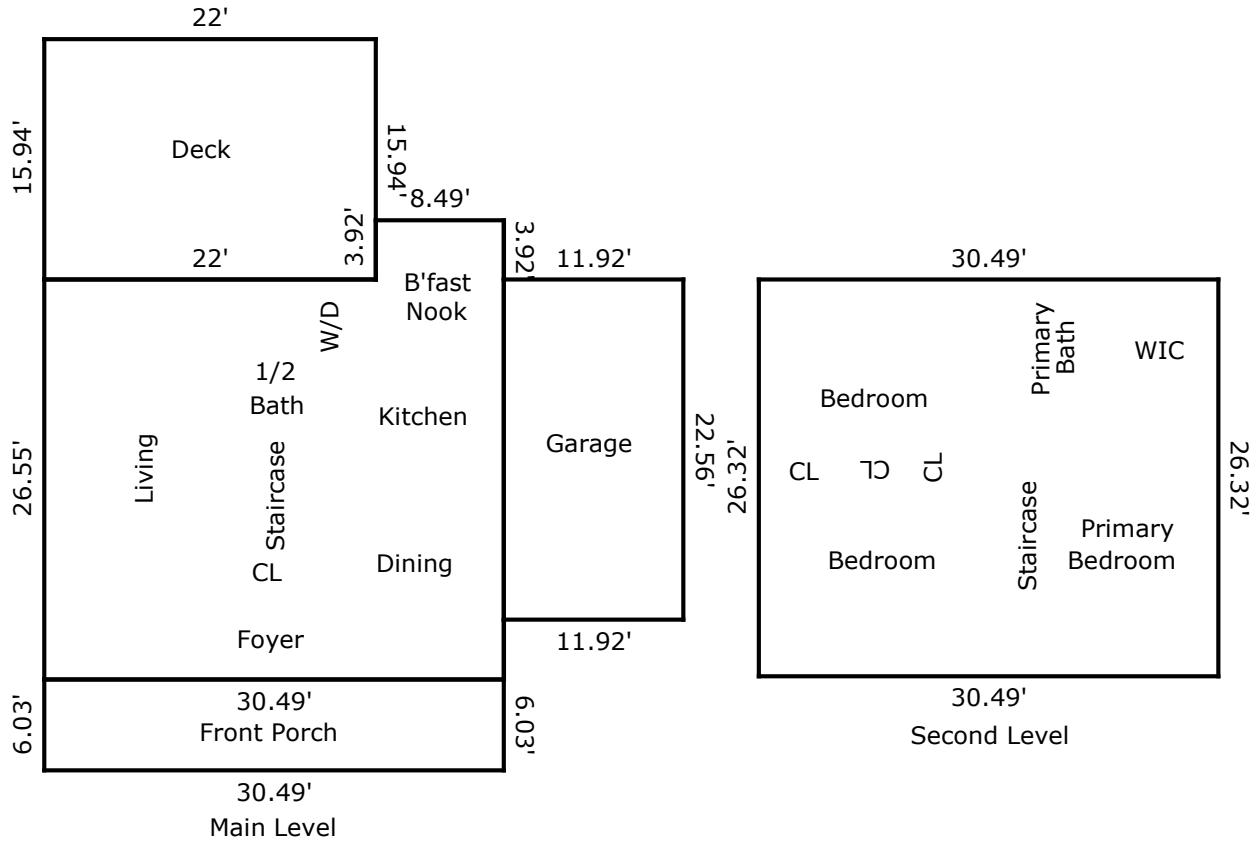 22'
15.94'
Deck
15.94'
8.49'
22'
3.92'
3.92'
11.92'
B'fast
Nook
W/D
1/2
Bath
Kitchen
Living
Staircase
26.55'
Garage
22.56'
CL
Dining
Foyer
11.92'
6.03'
30.49'
Front Porch
6.03'
30.49'
Main Level
30.49'
Primary
Bath
WIC
Bedroom
26.32'
CL
CL
CL
26.32'
Bedroom
Staircase
Primary
Bedroom
30.49'
Second Level